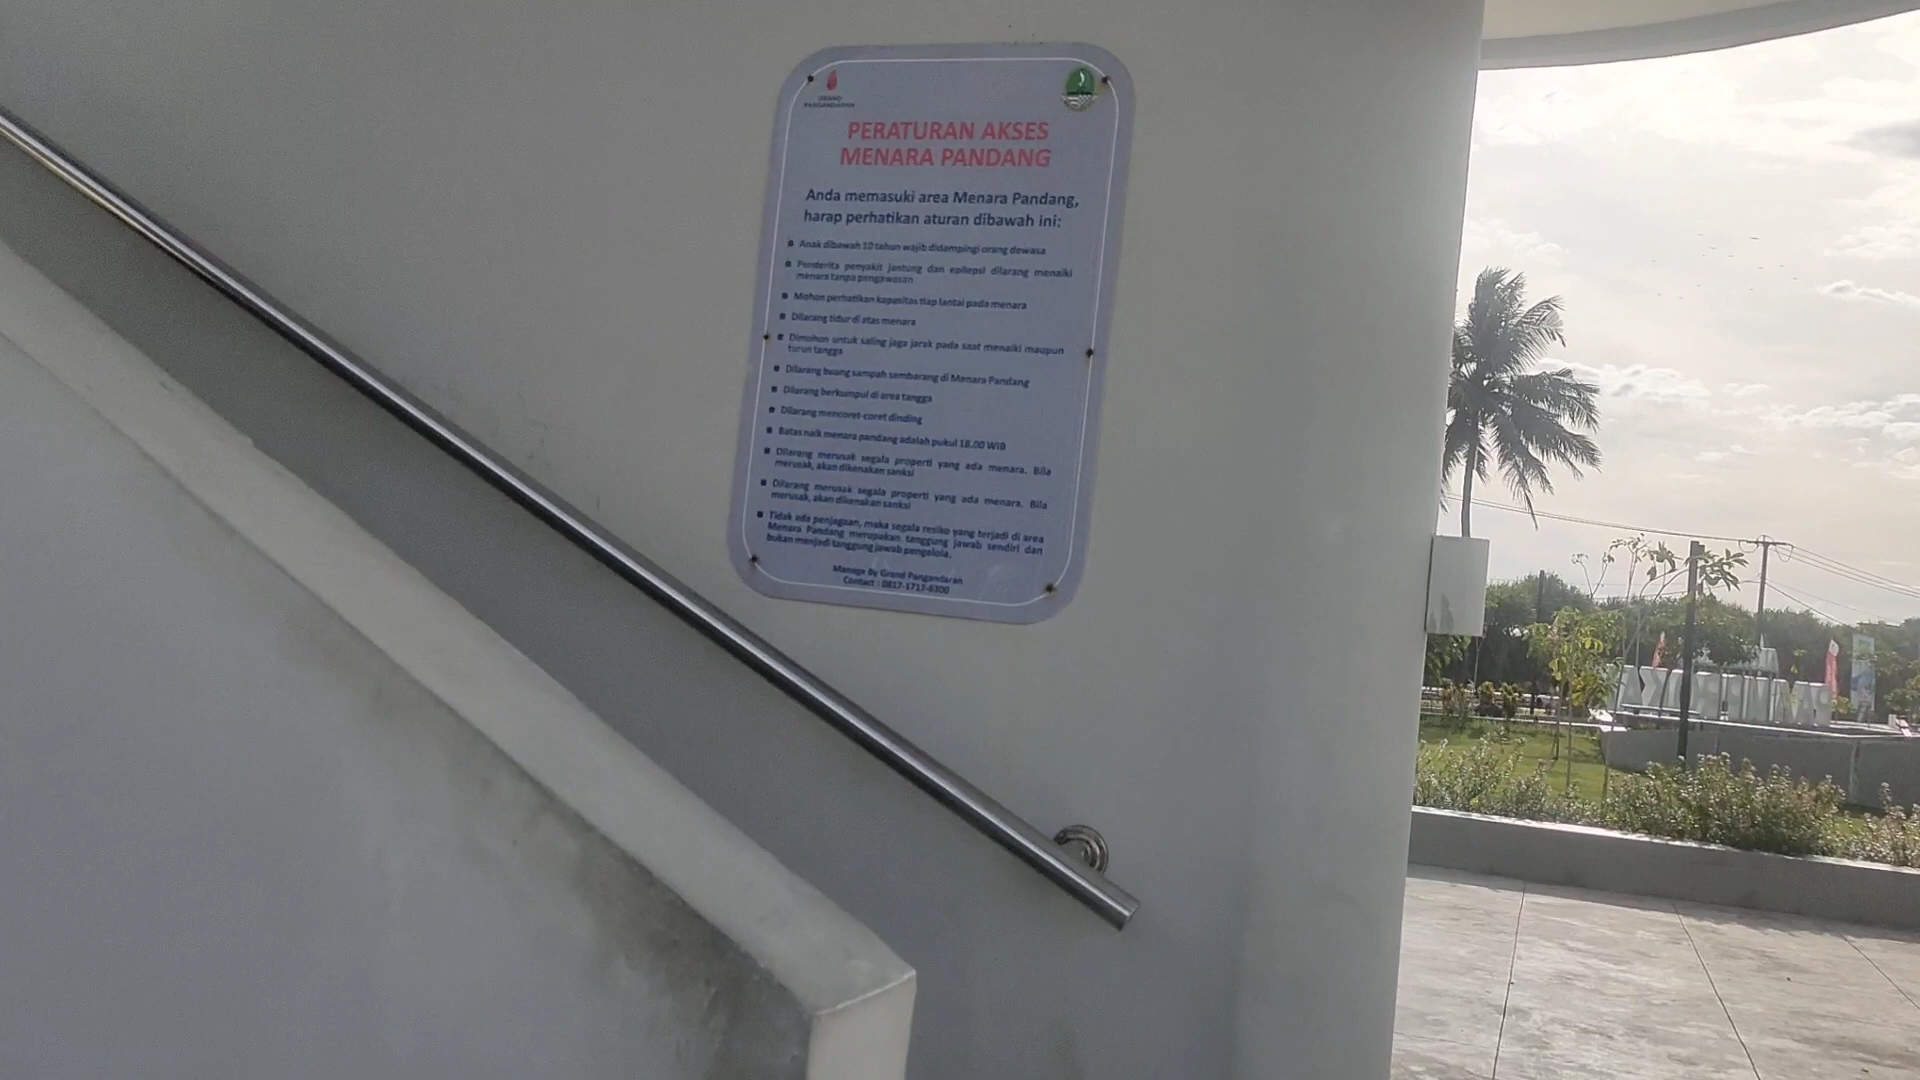 GRAND
PANGANDARAN
PERATURAN AKSES
MENARA PANDANG
Anda memasuki area Menara Pandang,
harap perhatikan aturan dibawah ini:
Anak dibawah 10 tahun wajib didampingi orang dewasa
Penderita penyakit jantung dan epilepsi dilarang menaiki
menara tanpa pengawasan
Mohon perhatikan kapasitas tiap lantai pada menara
Dilarang tidur di atas menara
Dimohon untuk saling jaga jarak pada saat menaiki maupun
turun tangga
Dilarang buang sampah sembarang di Menara Pandang
Dilarang berkumpul di area tangga
Dilarang mencoret-coret dinding
Batas naik menara pandang adalah pukul 18.00 WIB
Dilarang merusak segala properti yang ada menara. Bila
merusak, akan dikenakan sanksi
Dilarang merusak segala properti yang ada menara. Bila
merusak, akan dikenakan sanksi
Tidak ada penjagaan, maka segala resiko yang terjadi di area
Menara Pandang merupakan tanggung jawab sendiri dan
bukan menjadi tanggung jawab pengelola.
Manage by Grand Pangandaran
Contact : 0817-1717-8300